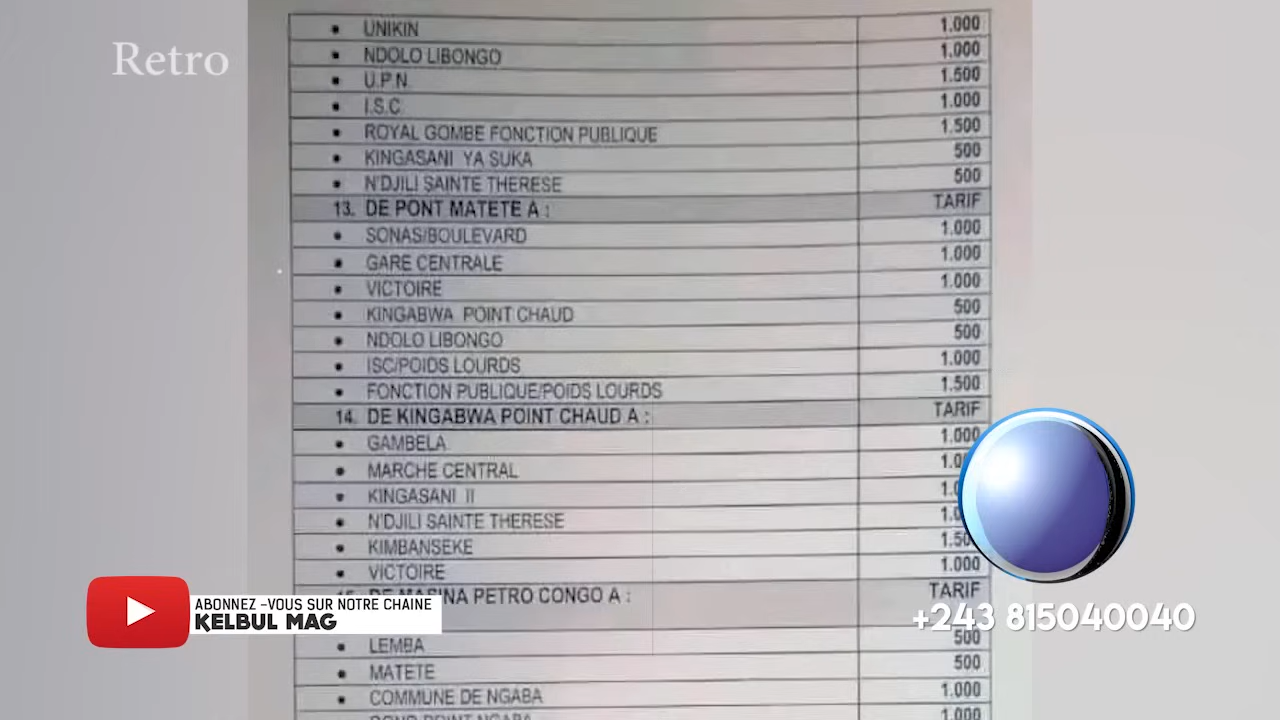 Retro
UNIKIN 1.000
NDOLO LIBONGO 1.000
U.P.N. 1.500
I.S.C. 1.000
ROYAL GOMBE FONCTION PUBLIQUE 1.500
KINGASANI YA SUKA 500
N'DJILI SAINTE THERESE 500
13. DE PONT MATETE A : TARIF
SONAS/BOULEVARD 1.000
GARE CENTRALE 1.000
VICTOIRE 1.000
KINGABWA POINT CHAUD 500
NDOLO LIBONGO 500
ISC/POIDS LOURDS 1.000
FONCTION PUBLIQUE/POIDS LOURDS 1.500
14. DE KINGABWA POINT CHAUD A : TARIF
GAMBELA 1.000
MARCHE CENTRAL
KINGASANI II
N'DJILI SAINTE THERESE
KIMBANSEKE
VICTOIRE 1.000
DE MASINA PETRO CONGO A : TARIF
ABONNEZ -VOUS SUR NOTRE CHAINE
KELBUL MAG
+243 815040040
LEMBA 500
MATETE 500
COMMUNE DE NGABA 1.000
ROND POINT NGABA 1.000